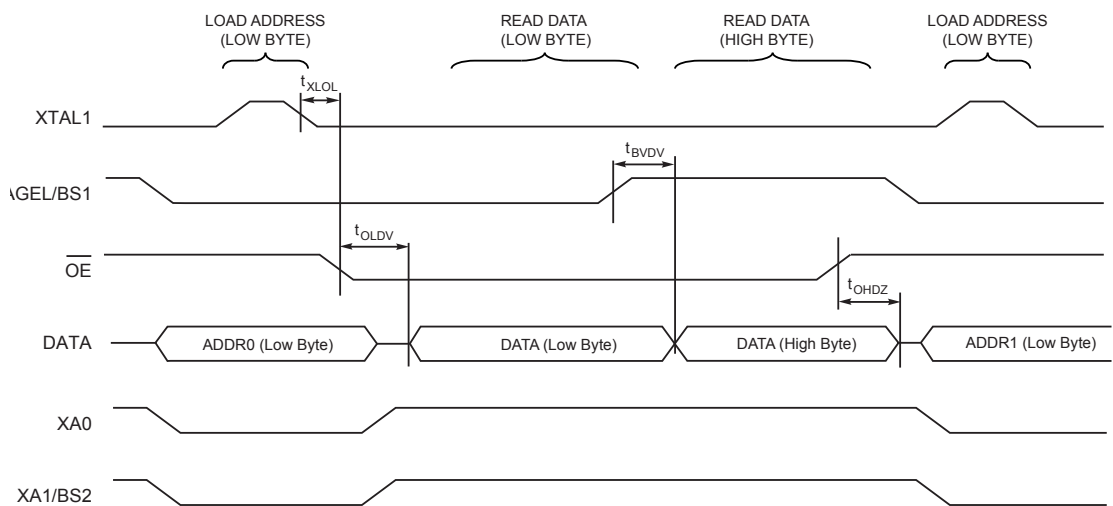 LOAD ADDRESS
(LOW BYTE)
READ DATA
(LOW BYTE)
READ DATA
(HIGH BYTE)
LOAD ADDRESS
(LOW BYTE)
tXLOL
XTAL1
tBVDV
AGEL/BS1
tOLDV
OE
tOHDZ
DATA
ADDR0 (Low Byte)
DATA (Low Byte)
DATA (High Byte)
ADDR1 (Low Byte)
XA0
XA1/BS2